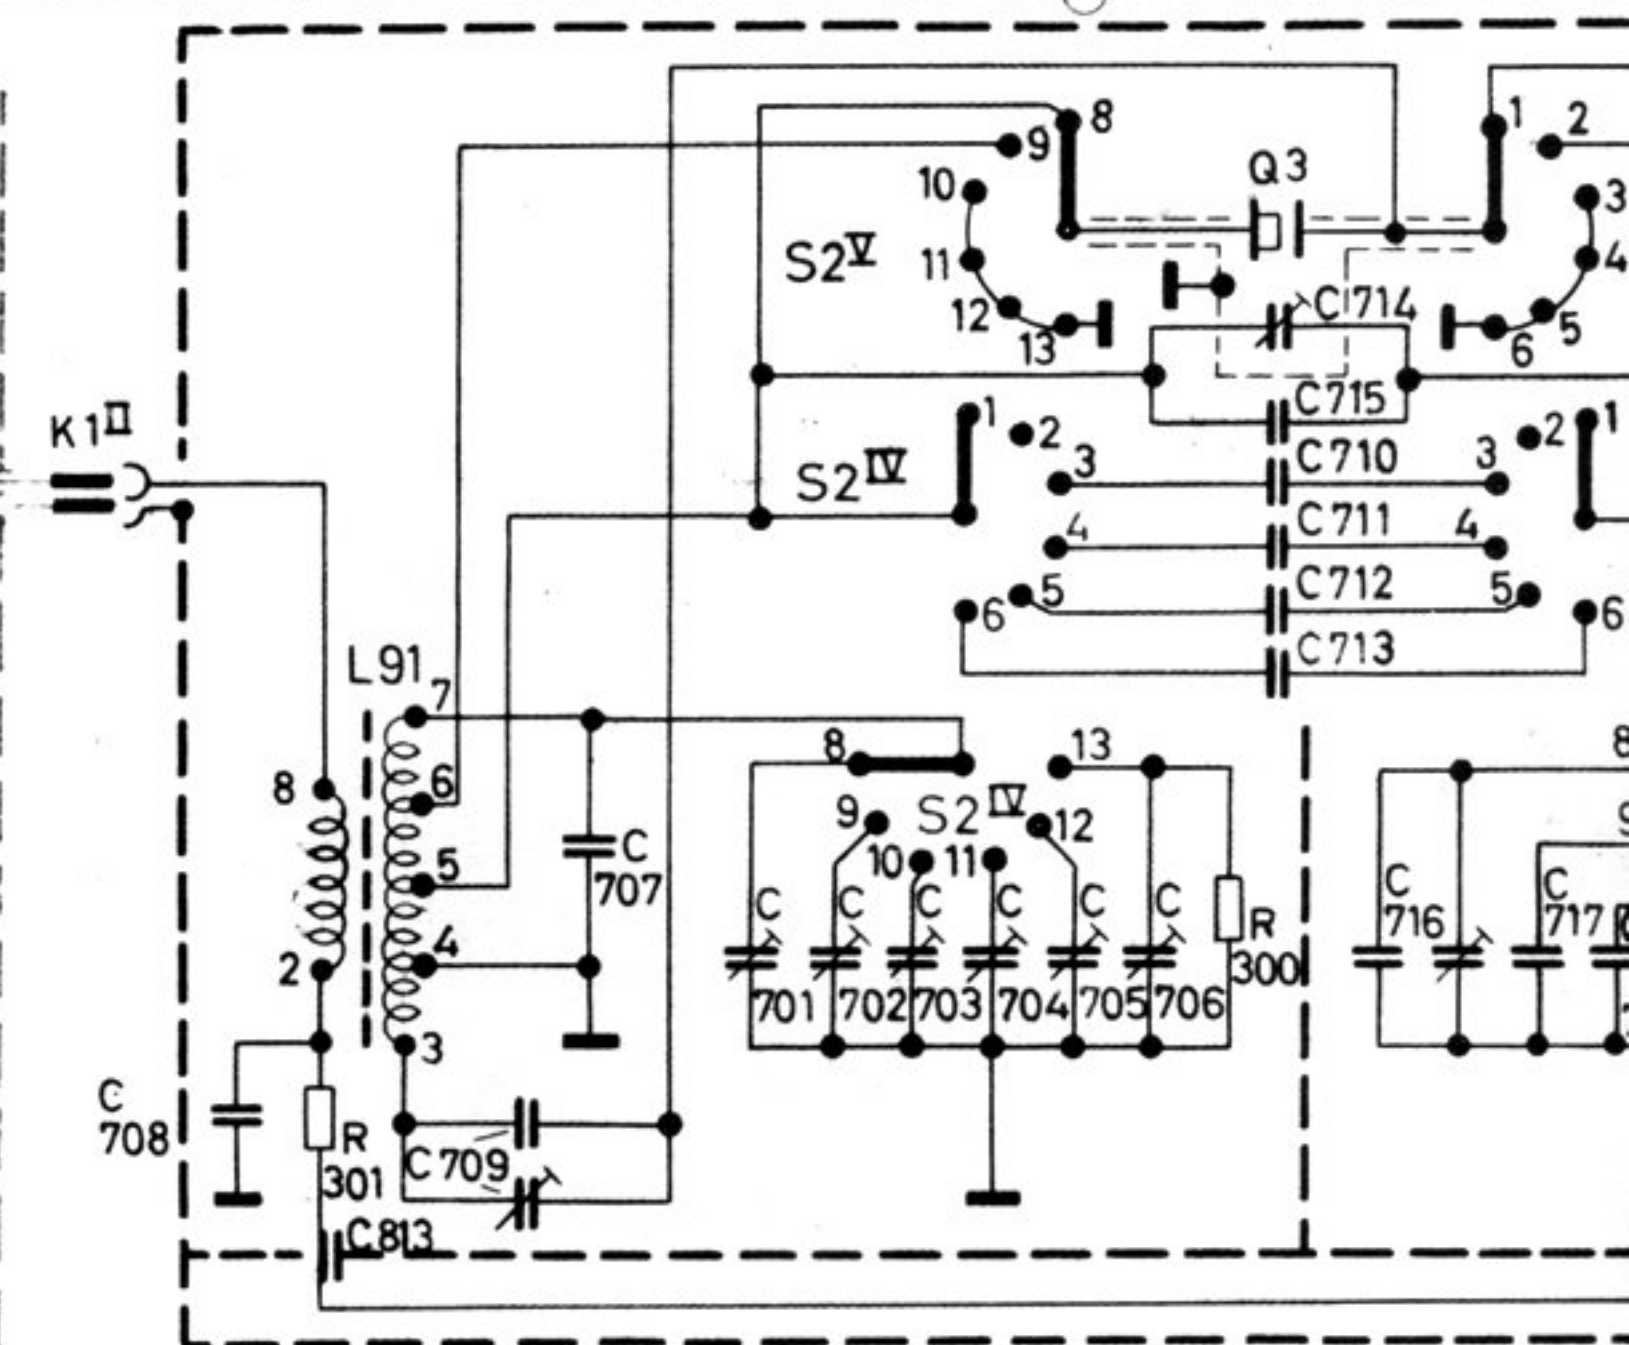 8 1 2
9 Q3
10 3
S2V 11 4
C714
12 5
13 6
C715
K1II 1 2 2 1
S2IV 3 C710 3
4 C711 4
5 C712 5
6 6
C713
L91 7
8 13 8
8 6 9 S2IV 12 9
10 11
5 C
707
C C C C C C C C
4 R 716 717
2 701 702 703 704 705 706 300
3
C
708 R C709
301
C813